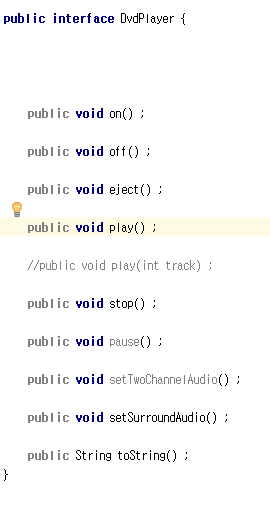 public interface DvdPlayer {
public void on() ;
public void off() ;
public void eject() ;
public void play() ;
//public void play(int track) ;
public void stop() ;
public void pause() ;
public void setTwoChannelAudio() ;
public void setSurroundAudio() ;
public String toString() ;
}